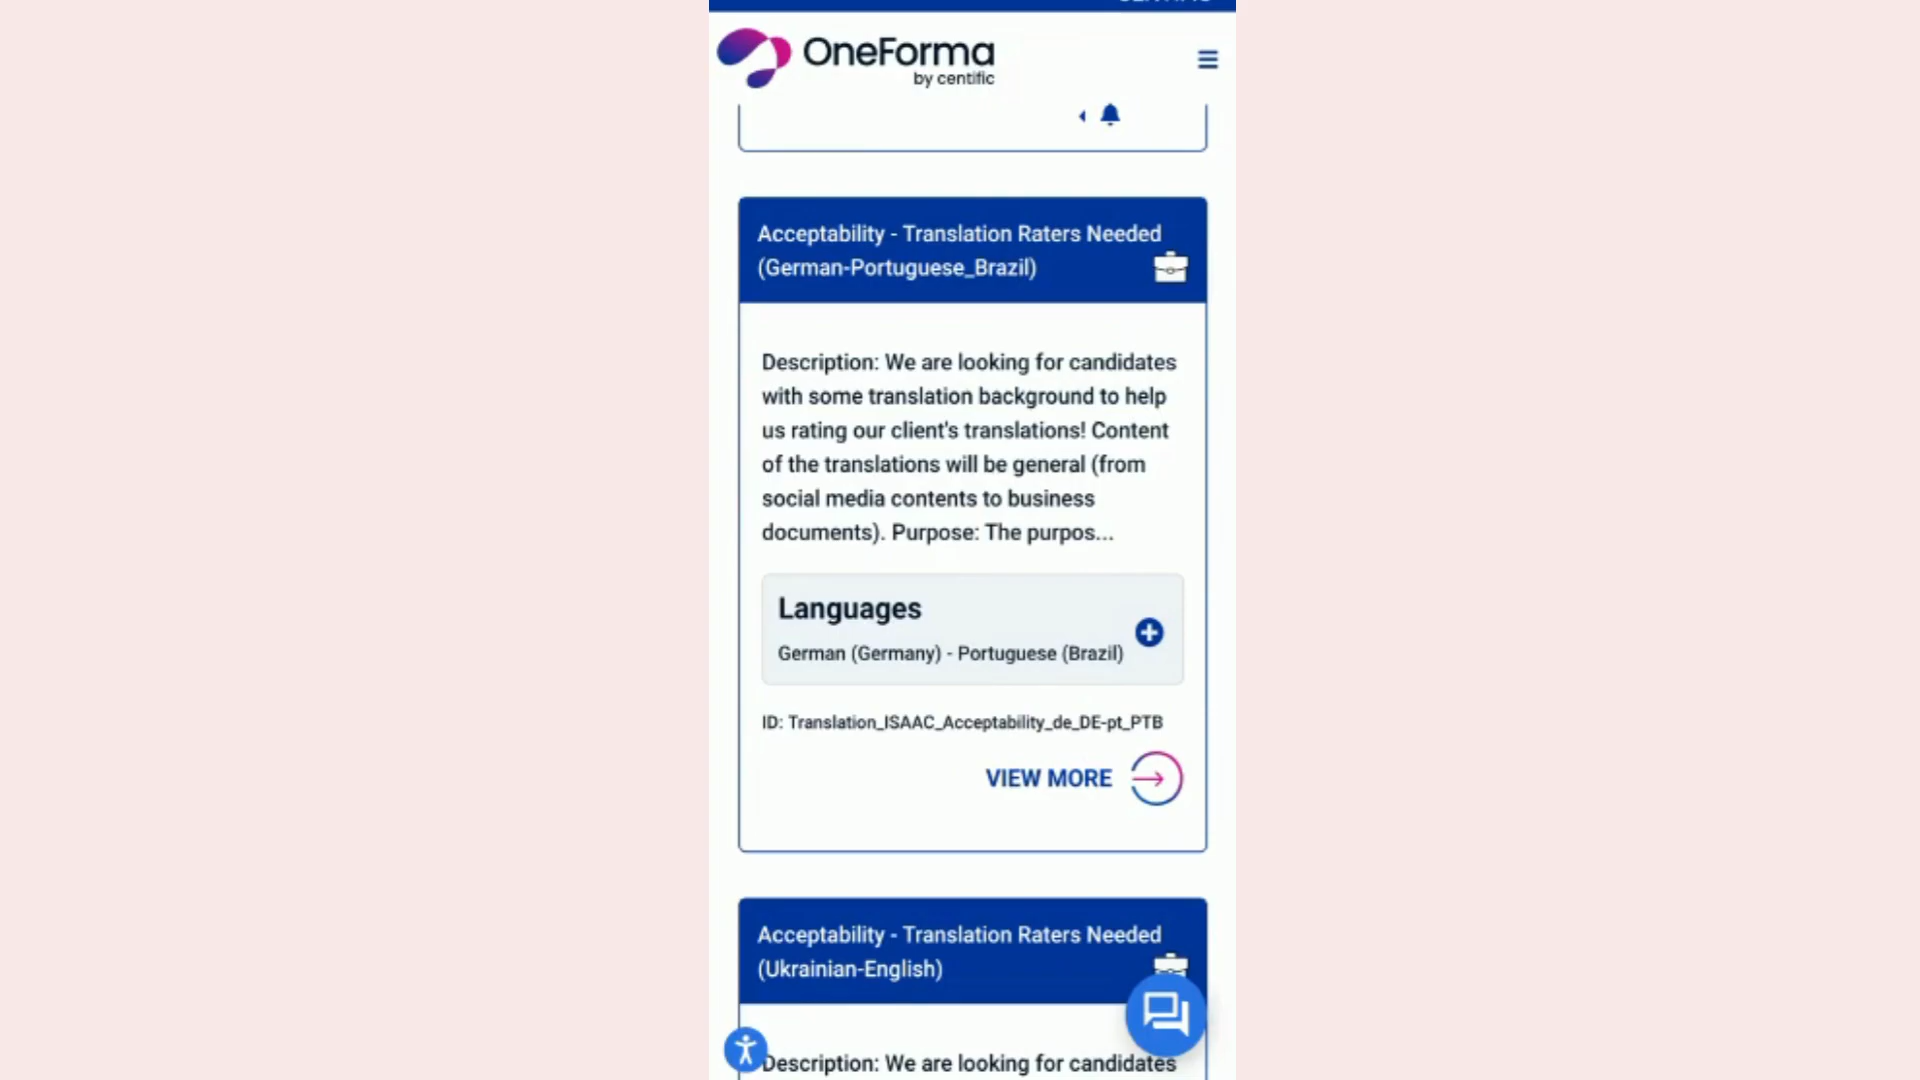 OneForma
by centific
Acceptability - Translation Raters Needed
(German-Portuguese_Brazil)
Description: We are looking for candidates
with some translation background to help
us rating our client's translations! Content
of the translations will be general (from
social media contents to business
documents). Purpose: The purpos...
Languages
German (Germany) - Portuguese (Brazil)
ID: Translation_ISAAC_Acceptability_de_DE-pt_PTB
VIEW MORE
Acceptability - Translation Raters Needed
(Ukrainian-English)
Description: We are looking for candidates